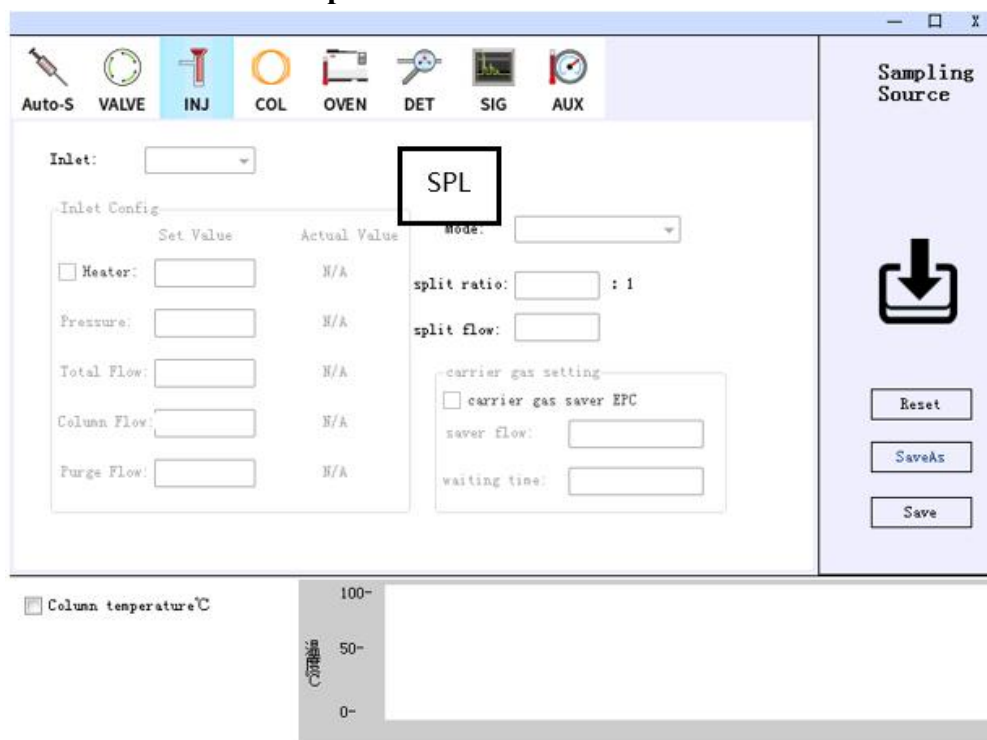 X
Auto-S VALVE INJ COL OVEN DET SIG AUX
Sampling
Source
Inlet:
SPL
Inlet Config
Set Value Actual Value
Mode:
Heater: N/A
split ratio: : 1
Pressure: N/A
split flow:
Total Flow: N/A
carrier gas setting
carrier gas saver EPC
Column Flow: N/A
saver flow:
Purge Flow: N/A
waiting time:
Reset
SaveAs
Save
Column temperature℃
100-
50-
0-
温度℃